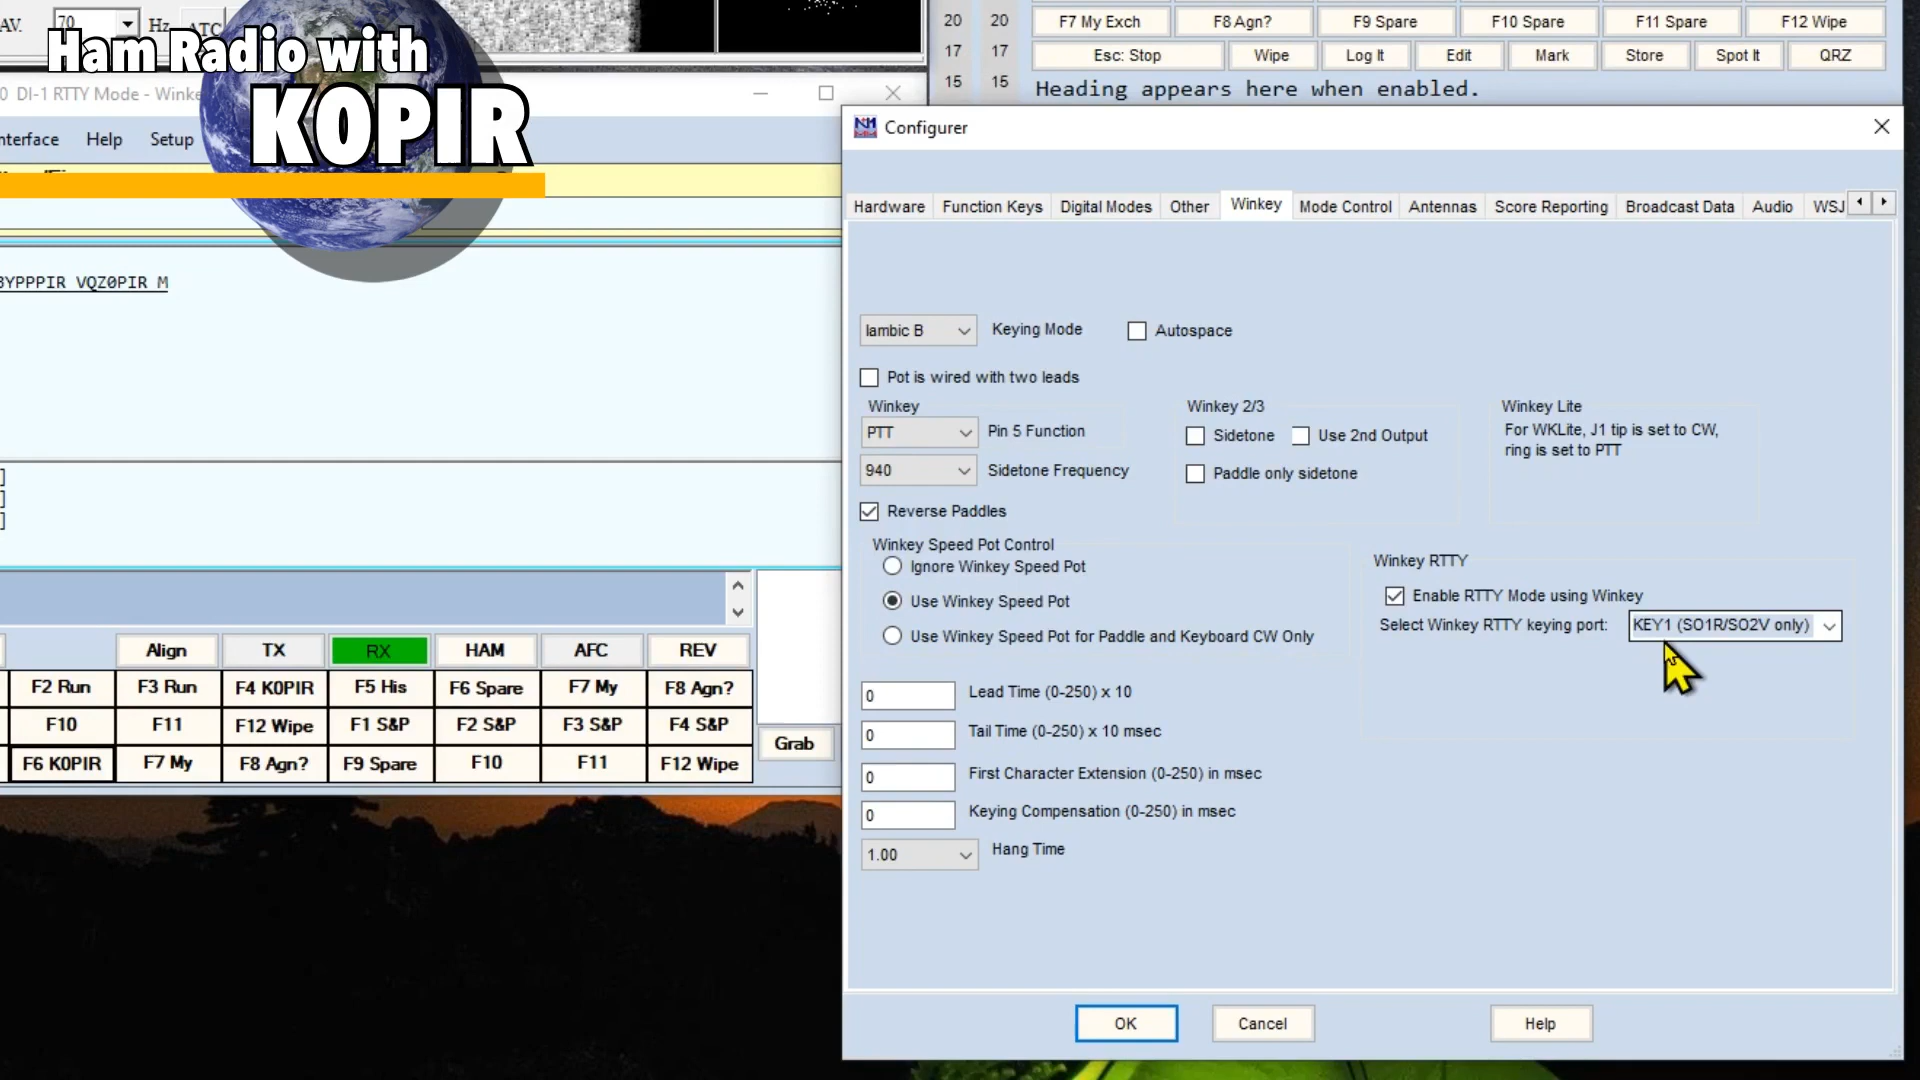 AV.
70
Hz
ATC
Ham Radio with
K0PIR
0 DI-1 RTTY Mode - Winke
nterface
Help
Setup
BYPPPIR VQZ0PIR M
]
]
]
Align
TX
RX
HAM
AFC
REV
F2 Run
F3 Run
F4 K0PIR
F5 His
F6 Spare
F7 My
F8 Agn?
F10
F11
F12 Wipe
F1 S&P
F2 S&P
F3 S&P
F4 S&P
F6 K0PIR
F7 My
F8 Agn?
F9 Spare
F10
F11
F12 Wipe
Grab
20
20
17
17
15
15
F7 My Exch
F8 Agn?
F9 Spare
F10 Spare
F11 Spare
F12 Wipe
Esc: Stop
Wipe
Log It
Edit
Mark
Store
Spot It
QRZ
Heading appears here when enabled.
Configurer
Hardware
Function Keys
Digital Modes
Other
Winkey
Mode Control
Antennas
Score Reporting
Broadcast Data
Audio
WSJ
Iambic B
Keying Mode
Autospace
Pot is wired with two leads
Winkey
PTT
Pin 5 Function
940
Sidetone Frequency
Reverse Paddles
Winkey 2/3
Sidetone
Use 2nd Output
Paddle only sidetone
Winkey Lite
For WKLite, J1 tip is set to CW,
ring is set to PTT
Winkey Speed Pot Control
Ignore Winkey Speed Pot
Use Winkey Speed Pot
Use Winkey Speed Pot for Paddle and Keyboard CW Only
Winkey RTTY
Enable RTTY Mode using Winkey
Select Winkey RTTY keying port:
KEY1 (SO1R/SO2V only)
0
Lead Time (0-250) x 10
0
Tail Time (0-250) x 10 msec
0
First Character Extension (0-250) in msec
0
Keying Compensation (0-250) in msec
1.00
Hang Time
OK
Cancel
Help